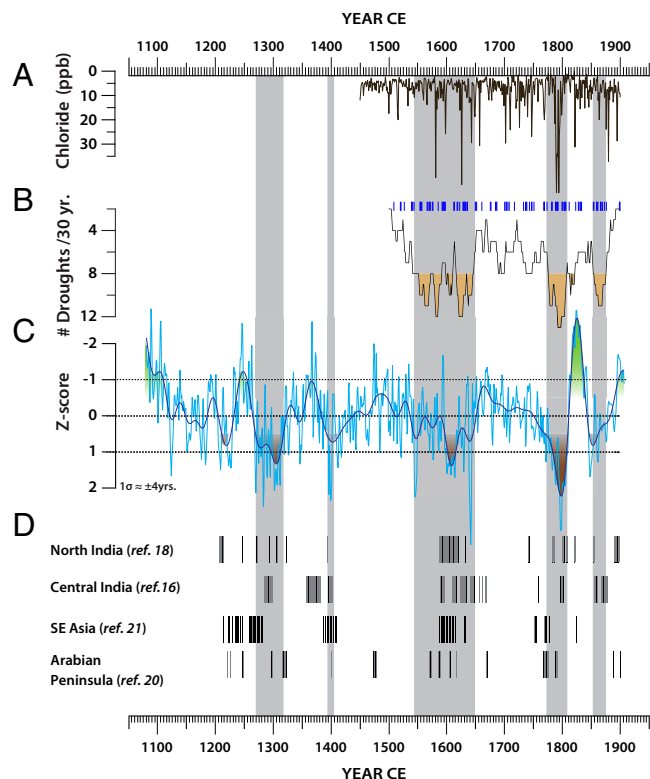 YEAR CE
1100 1200 1300 1400 1500 1600 1700 1800 1900
A
Chloride (ppb)
0
10
20
30
B
# Droughts /30 yr.
4
8
12
C
Z-score
-2
-1
0
1
2
1σ ≈ ±4yrs.
D
North India (ref. 18)
Central India (ref.16)
SE Asia (ref. 21)
Arabian
Peninsula (ref. 20)
1100 1200 1300 1400 1500 1600 1700 1800 1900
YEAR CE